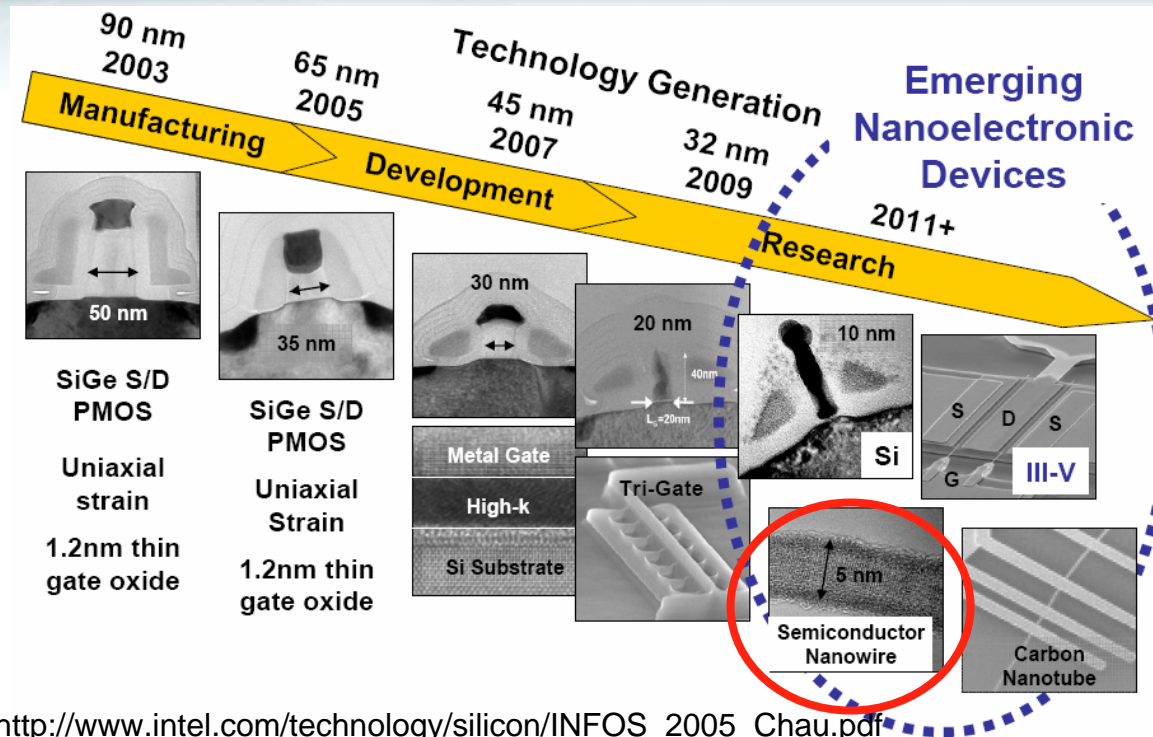 90 nm
2003
65 nm
2005
Technology Generation
45 nm
2007
32 nm
2009
2011+
Emerging
Nanoelectronic
Devices
Manufacturing
Development
Research
50 nm
SiGe S/D
PMOS
Uniaxial
strain
1.2nm thin
gate oxide
35 nm
SiGe S/D
PMOS
Uniaxial
Strain
1.2nm thin
gate oxide
30 nm
Metal Gate
High-k
Si Substrate
20 nm
40nm
LG=20nm
Tri-Gate
10 nm
Si
S
D
S
G
III-V
5 nm
Semiconductor
Nanowire
Carbon
Nanotube
http://www.intel.com/technology/silicon/INFOS_2005_Chau.pdf